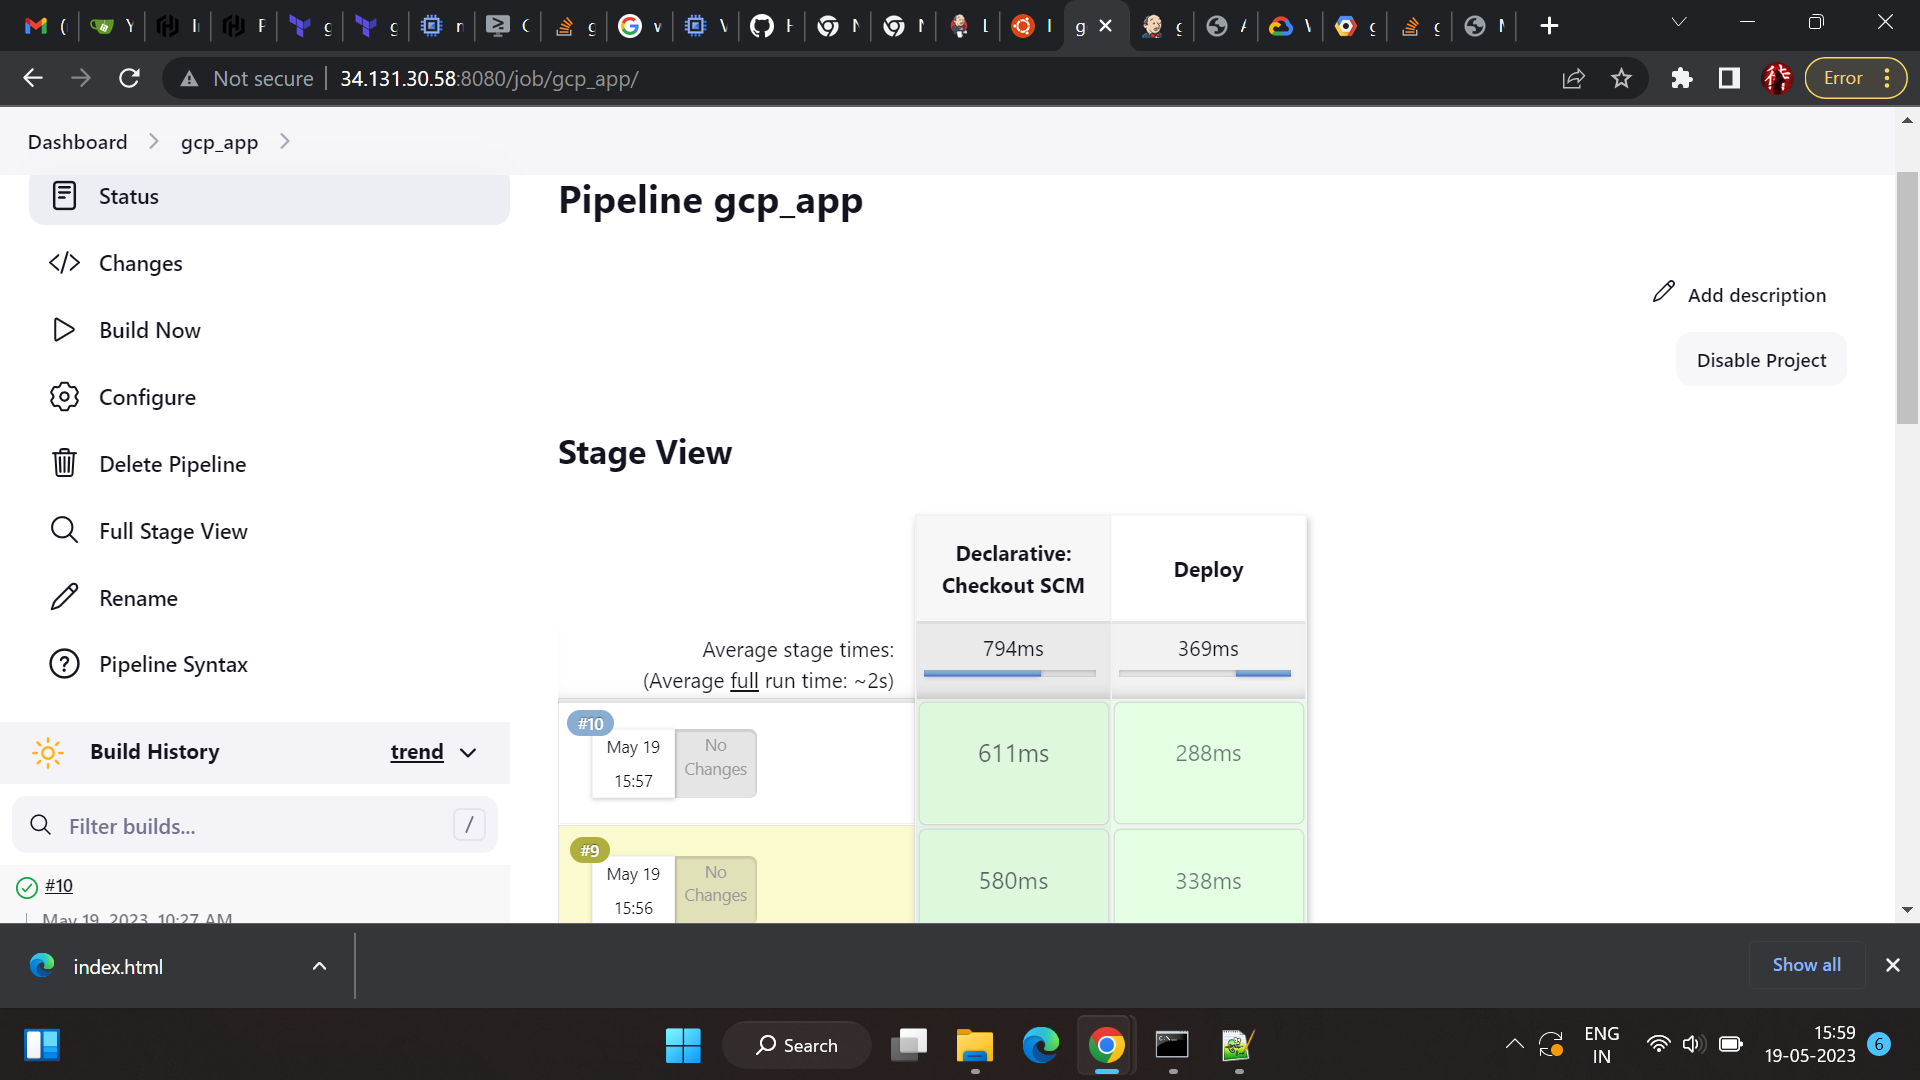 Not secure
34.131.30.58:8080/job/gcp_app/
Error
Dashboard
gcp_app
Status
Changes
Build Now
Configure
Delete Pipeline
Full Stage View
Rename
Pipeline Syntax
Build History
trend
Filter builds...
/
#10
May 19, 2023, 10:27 AM
Pipeline gcp_app
Add description
Disable Project
Stage View
Declarative:
Checkout SCM
Deploy
Average stage times:
(Average full run time: ~2s)
794ms
369ms
#10
May 19
15:57
No
Changes
611ms
288ms
#9
May 19
15:56
No
Changes
580ms
338ms
index.html
Show all
Search
ENG
IN
15:59
19-05-2023
6